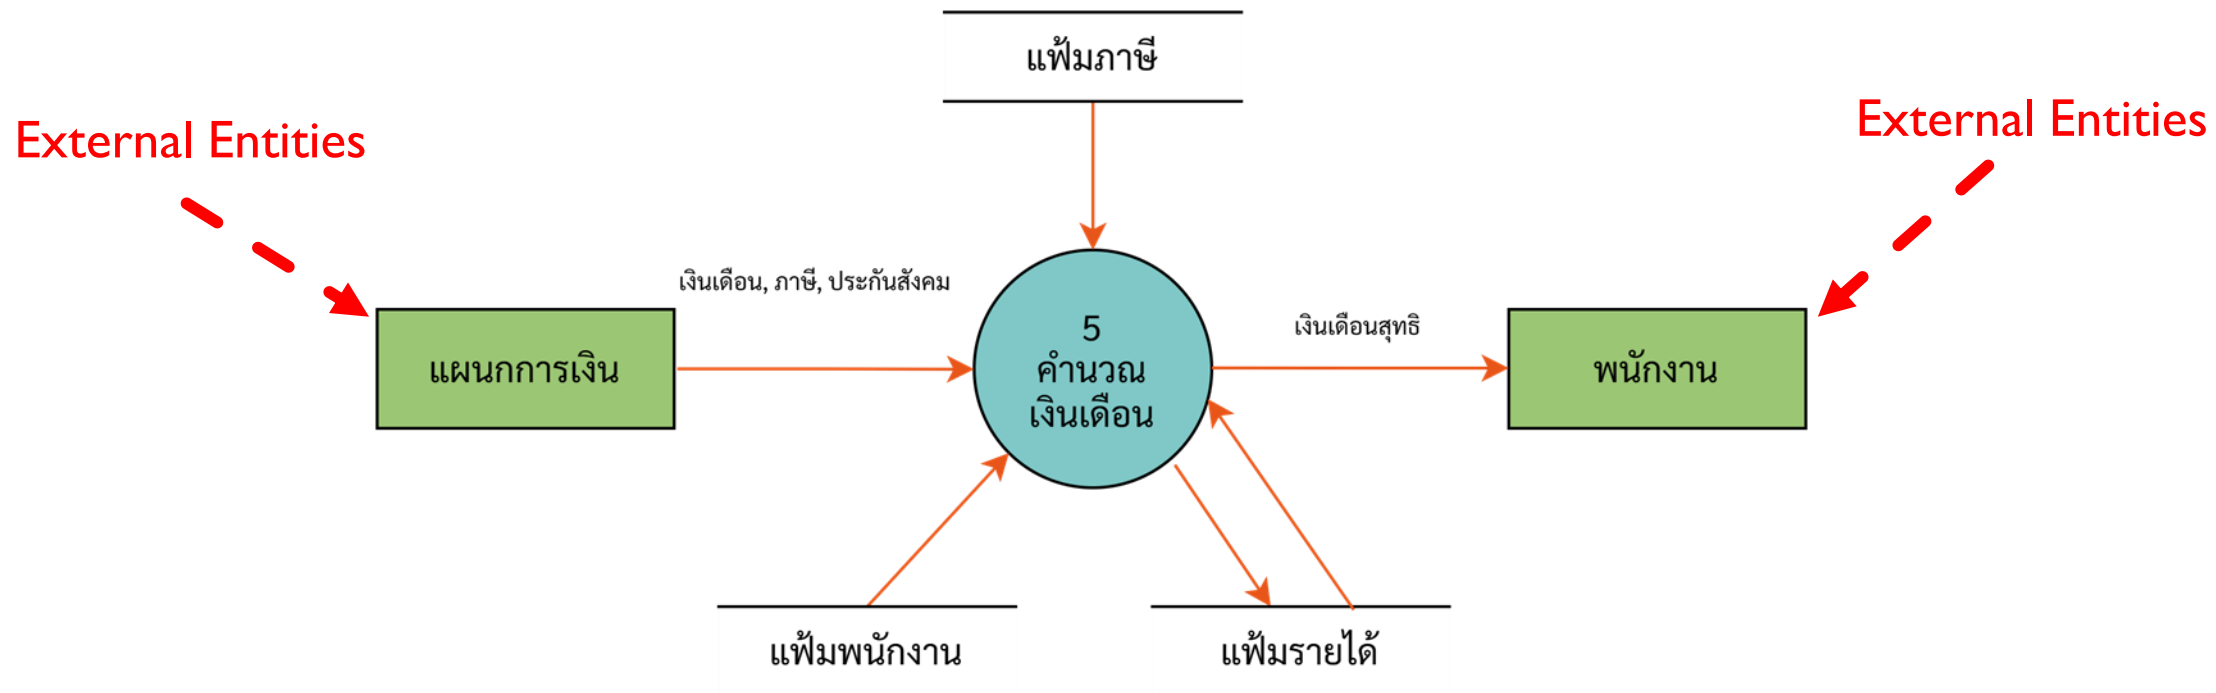 แฟ้มภาษี
External Entities
External Entities
เงินเดือน, ภาษี, ประกันสังคม
แผนกการเงิน
5
คำนวณ
เงินเดือน
เงินเดือนสุทธิ
พนักงาน
แฟ้มพนักงาน
แฟ้มรายได้